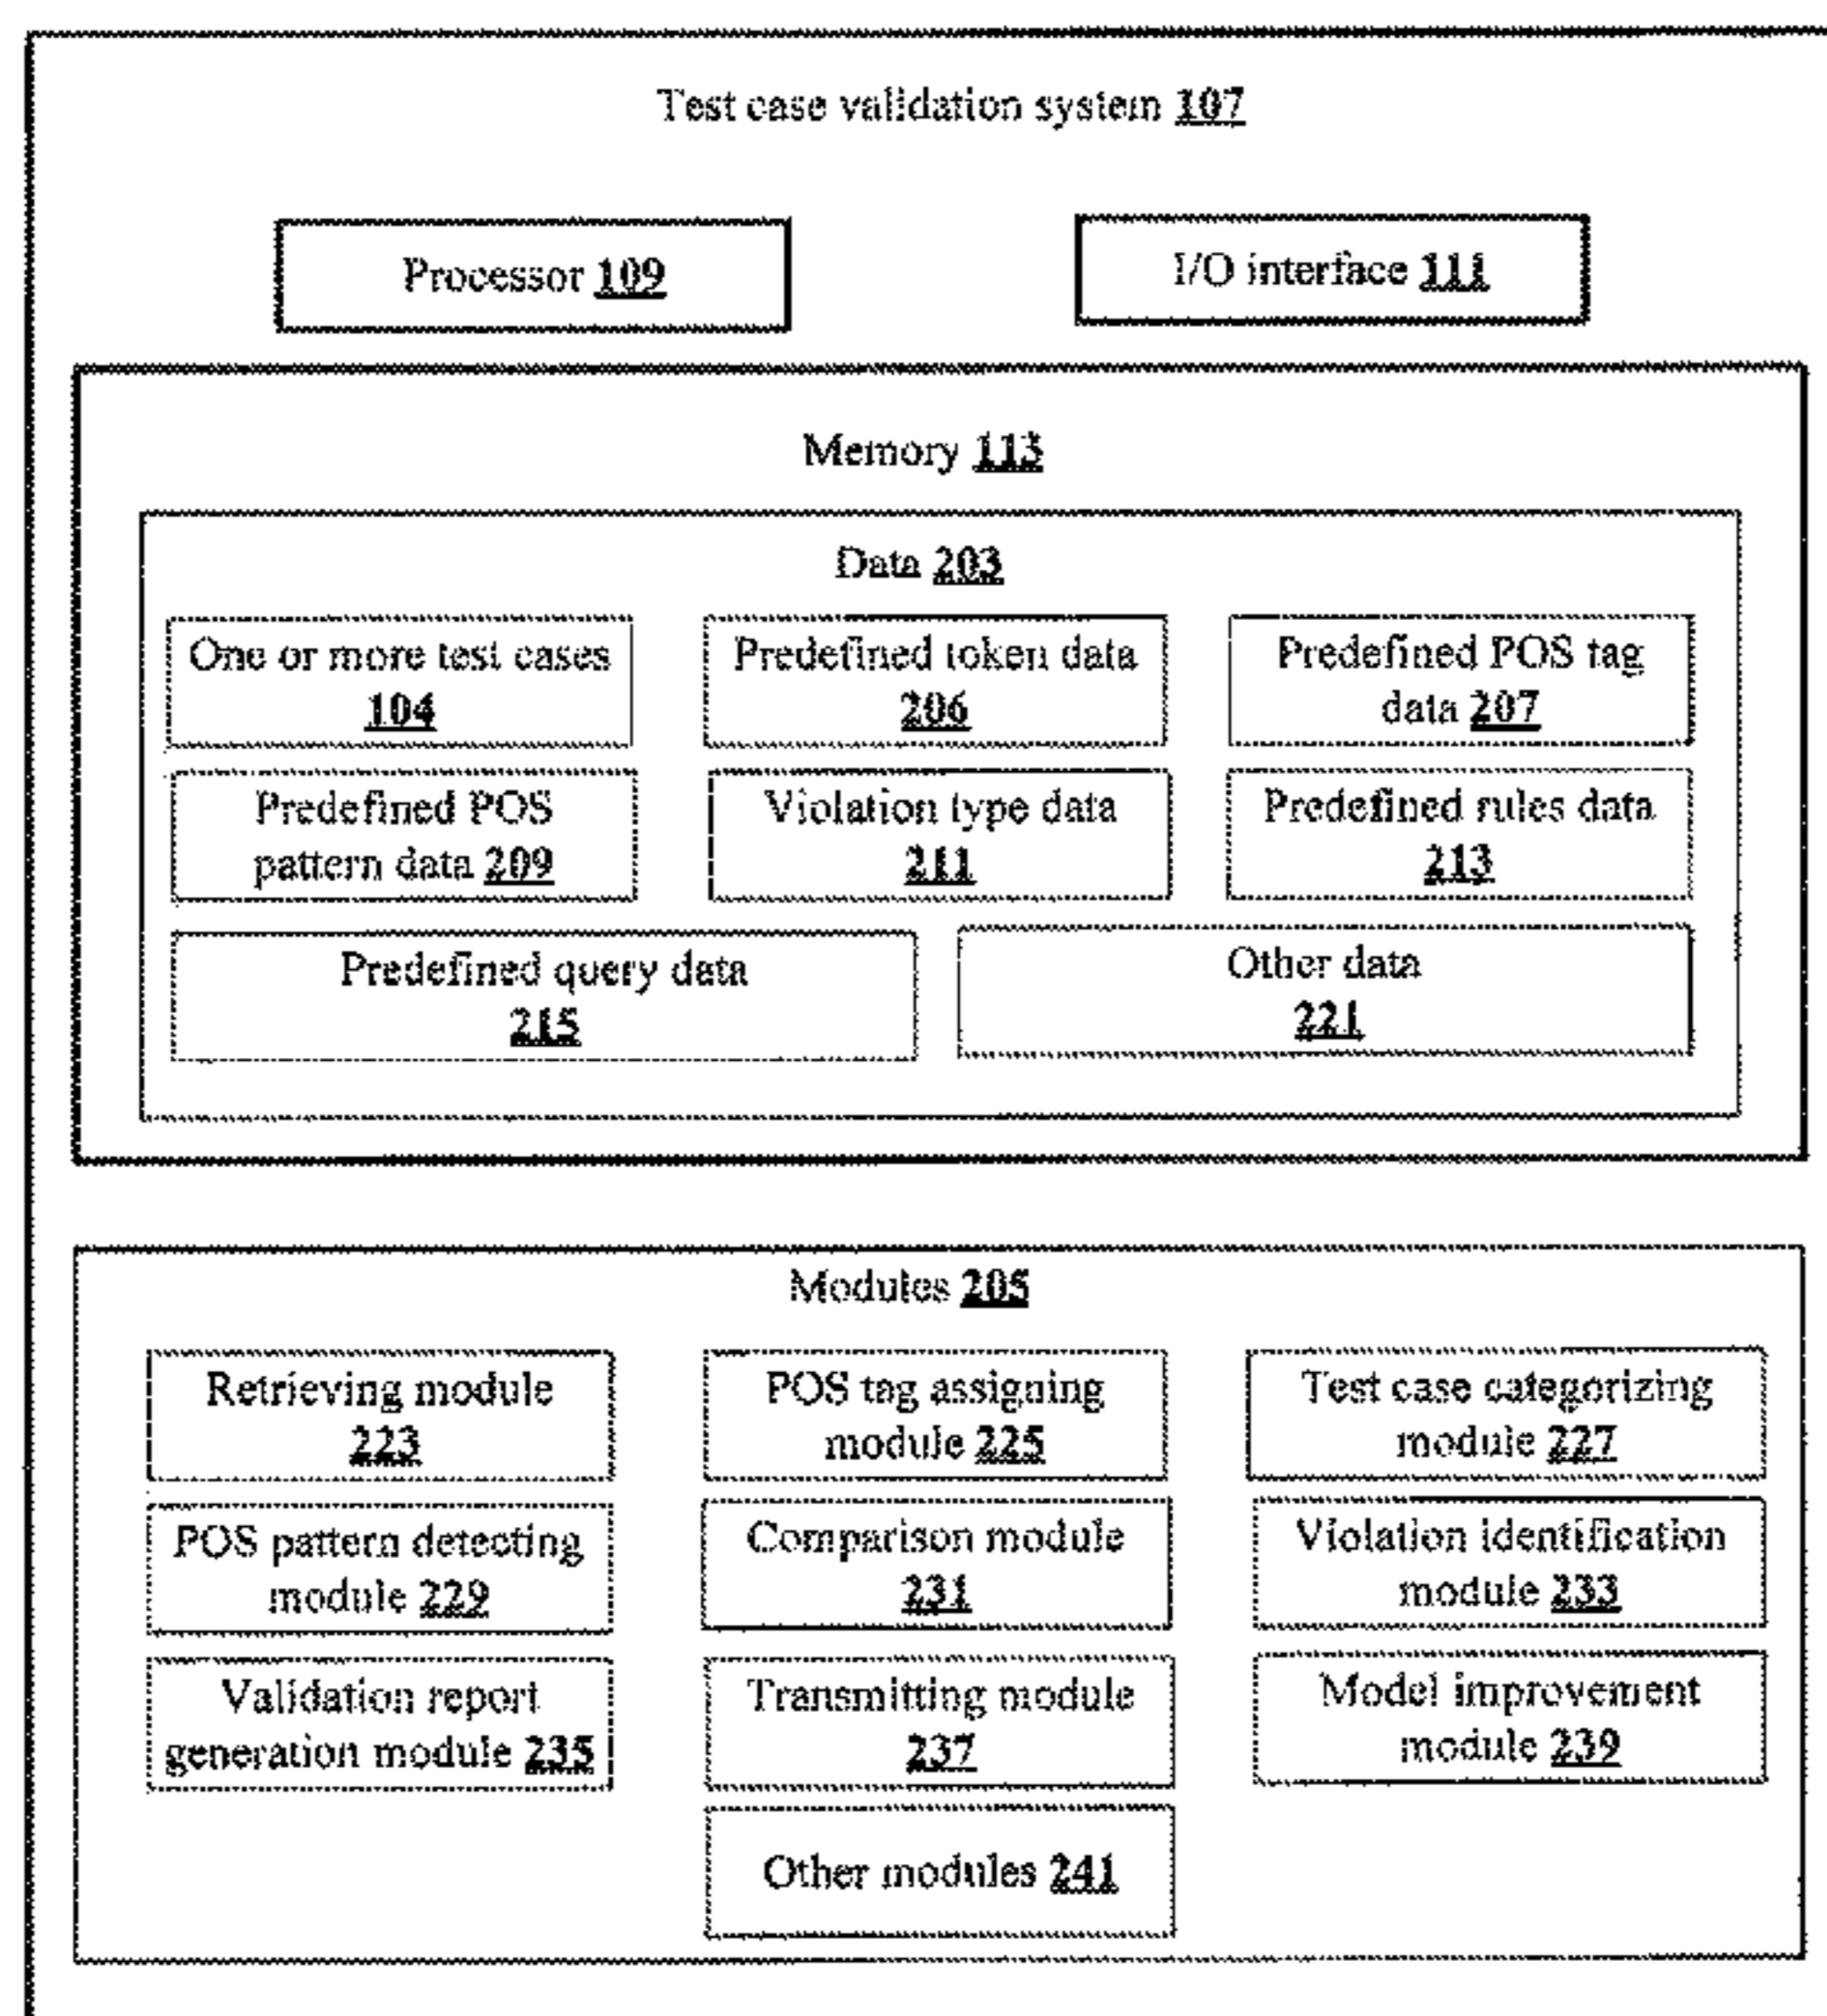 Test case validation system 107
Processor 109
I/O interface 111
Memory 113
Data 203
One or more test cases
104
Predefined token data
206
Predefined POS tag
data 207
Predefined POS
pattern data 209
Violation type data
211
Predefined rules data
213
Predefined query data
215
Other data
221
Modules 205
Retrieving module
223
POS tag assigning
module 225
Test case categorizing
module 227
POS pattern detecting
module 229
Comparison module
231
Violation identification
module 233
Validation report
generation module 235
Transmitting module
237
Model improvement
module 239
Other modules 241